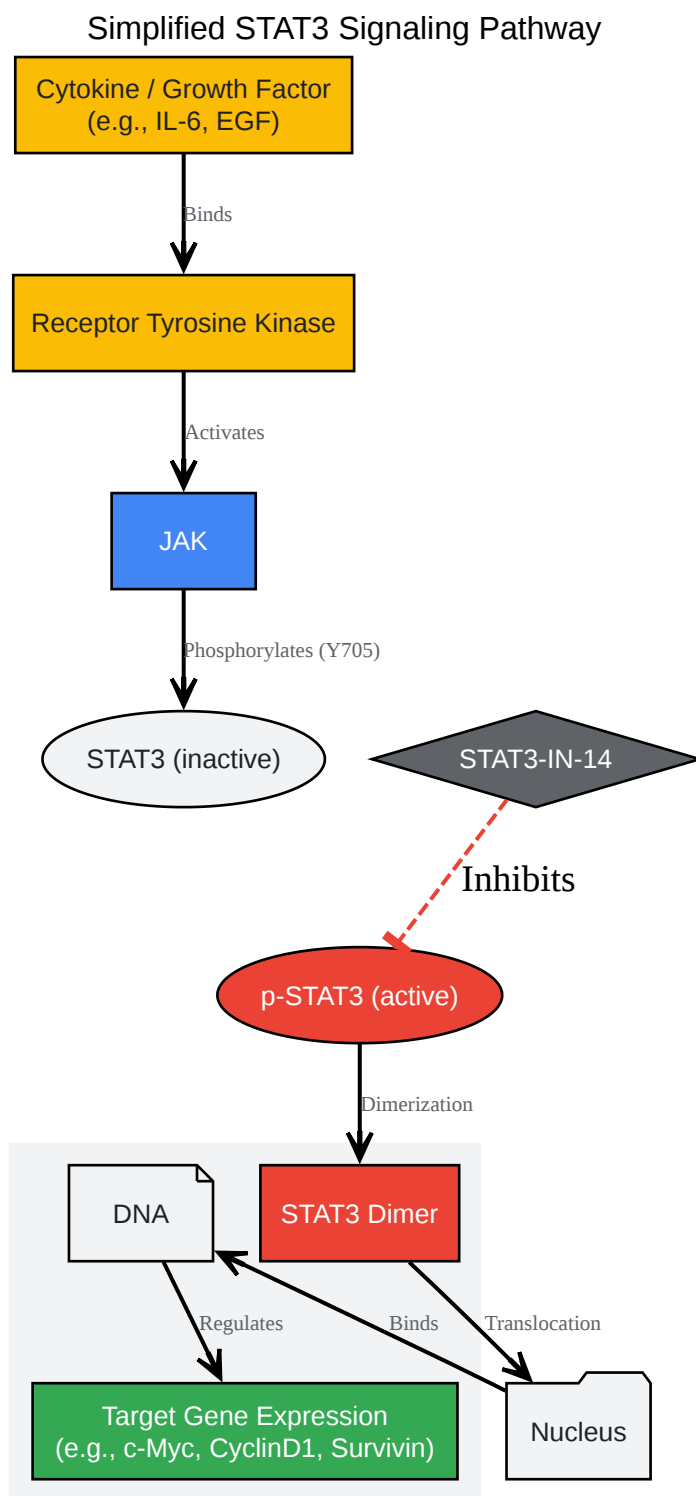 Simplified STAT3 Signaling Pathway
Cytokine / Growth Factor
(e.g., IL-6, EGF)
Binds
Receptor Tyrosine Kinase
Activates
JAK
Phosphorylates (Y705)
STAT3 (inactive)
STAT3-IN-14
Inhibits
p-STAT3 (active)
Dimerization
DNA
STAT3 Dimer
Regulates
Binds
Translocation
Target Gene Expression
(e.g., c-Myc, CyclinD1, Survivin)
Nucleus